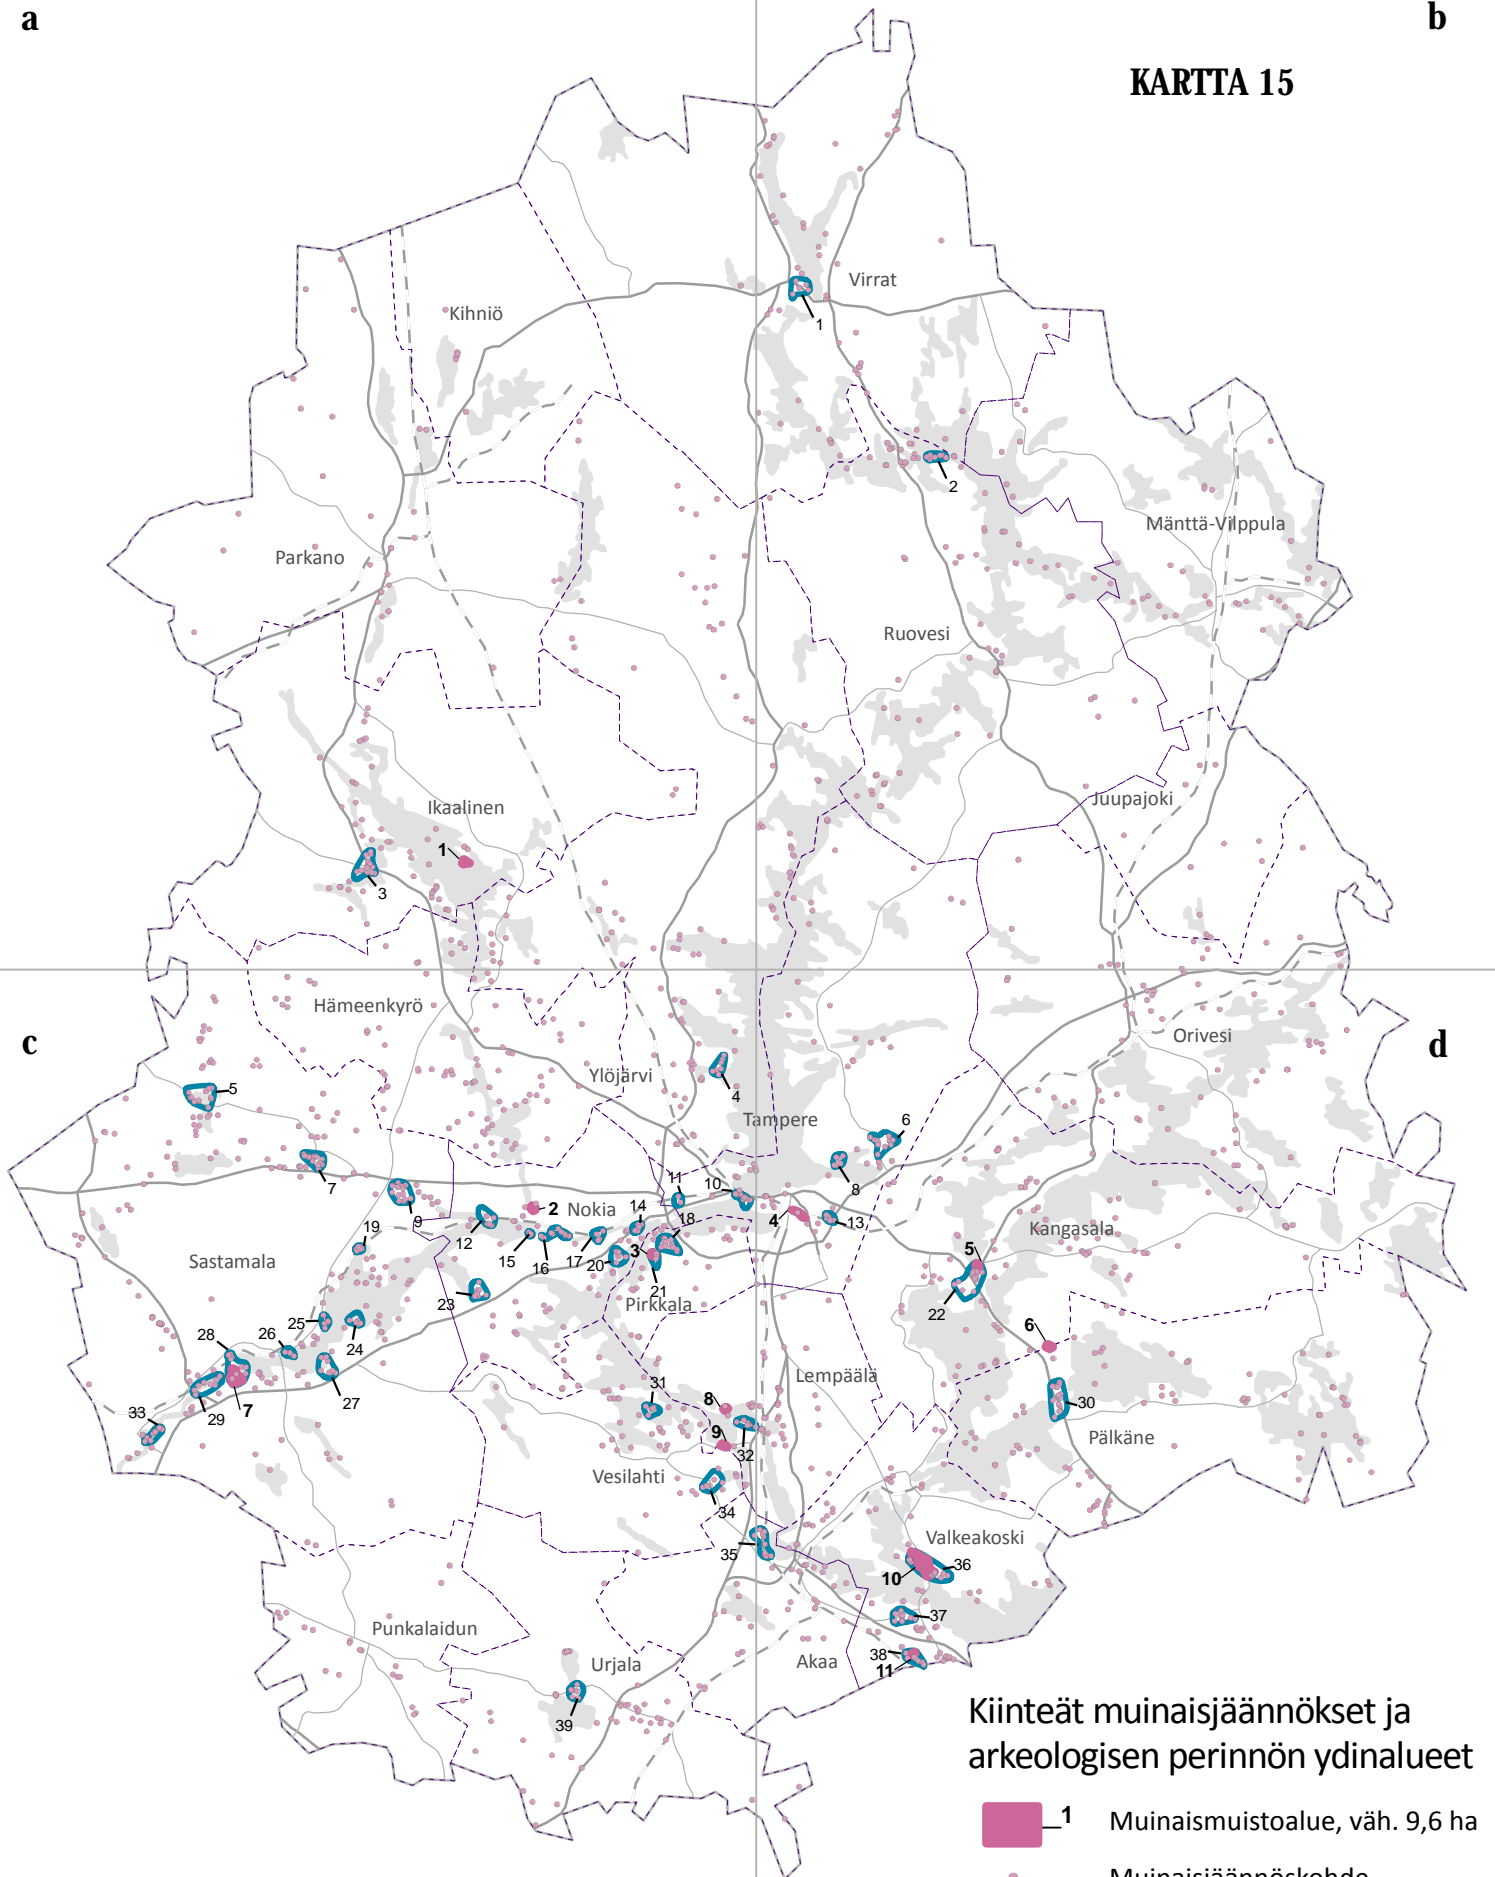 a
b
KARTTA 15
Virrat
1
Kihniö
2
Mänttä-Vilppula
Parkano
Ruovesi
Juupajoki
Ikaalinen
1
3
Hämeenkyrö
Orivesi
c
d
Ylöjärvi
5
4
Tampere
6
7
8
11
10
9
2
Nokia
14
18
4
13
12
19
15
16
17
20
3
21
Kangasala
5
22
Sastamala
23
Pirkkala
25
24
26
28
6
27
7
29
33
Lempäälä
31
8
9
32
30
Pälkäne
Vesilahti
34
35
Valkeakoski
10
36
37
38
11
Punkalaidun
Urjala
Akaa
39
Kiinteät muinaisjäännökset ja
arkeologisen perinnön ydinalueet
1 Muinaismuistoalue, väh. 9,6 ha
Muinaisjäännöskohde